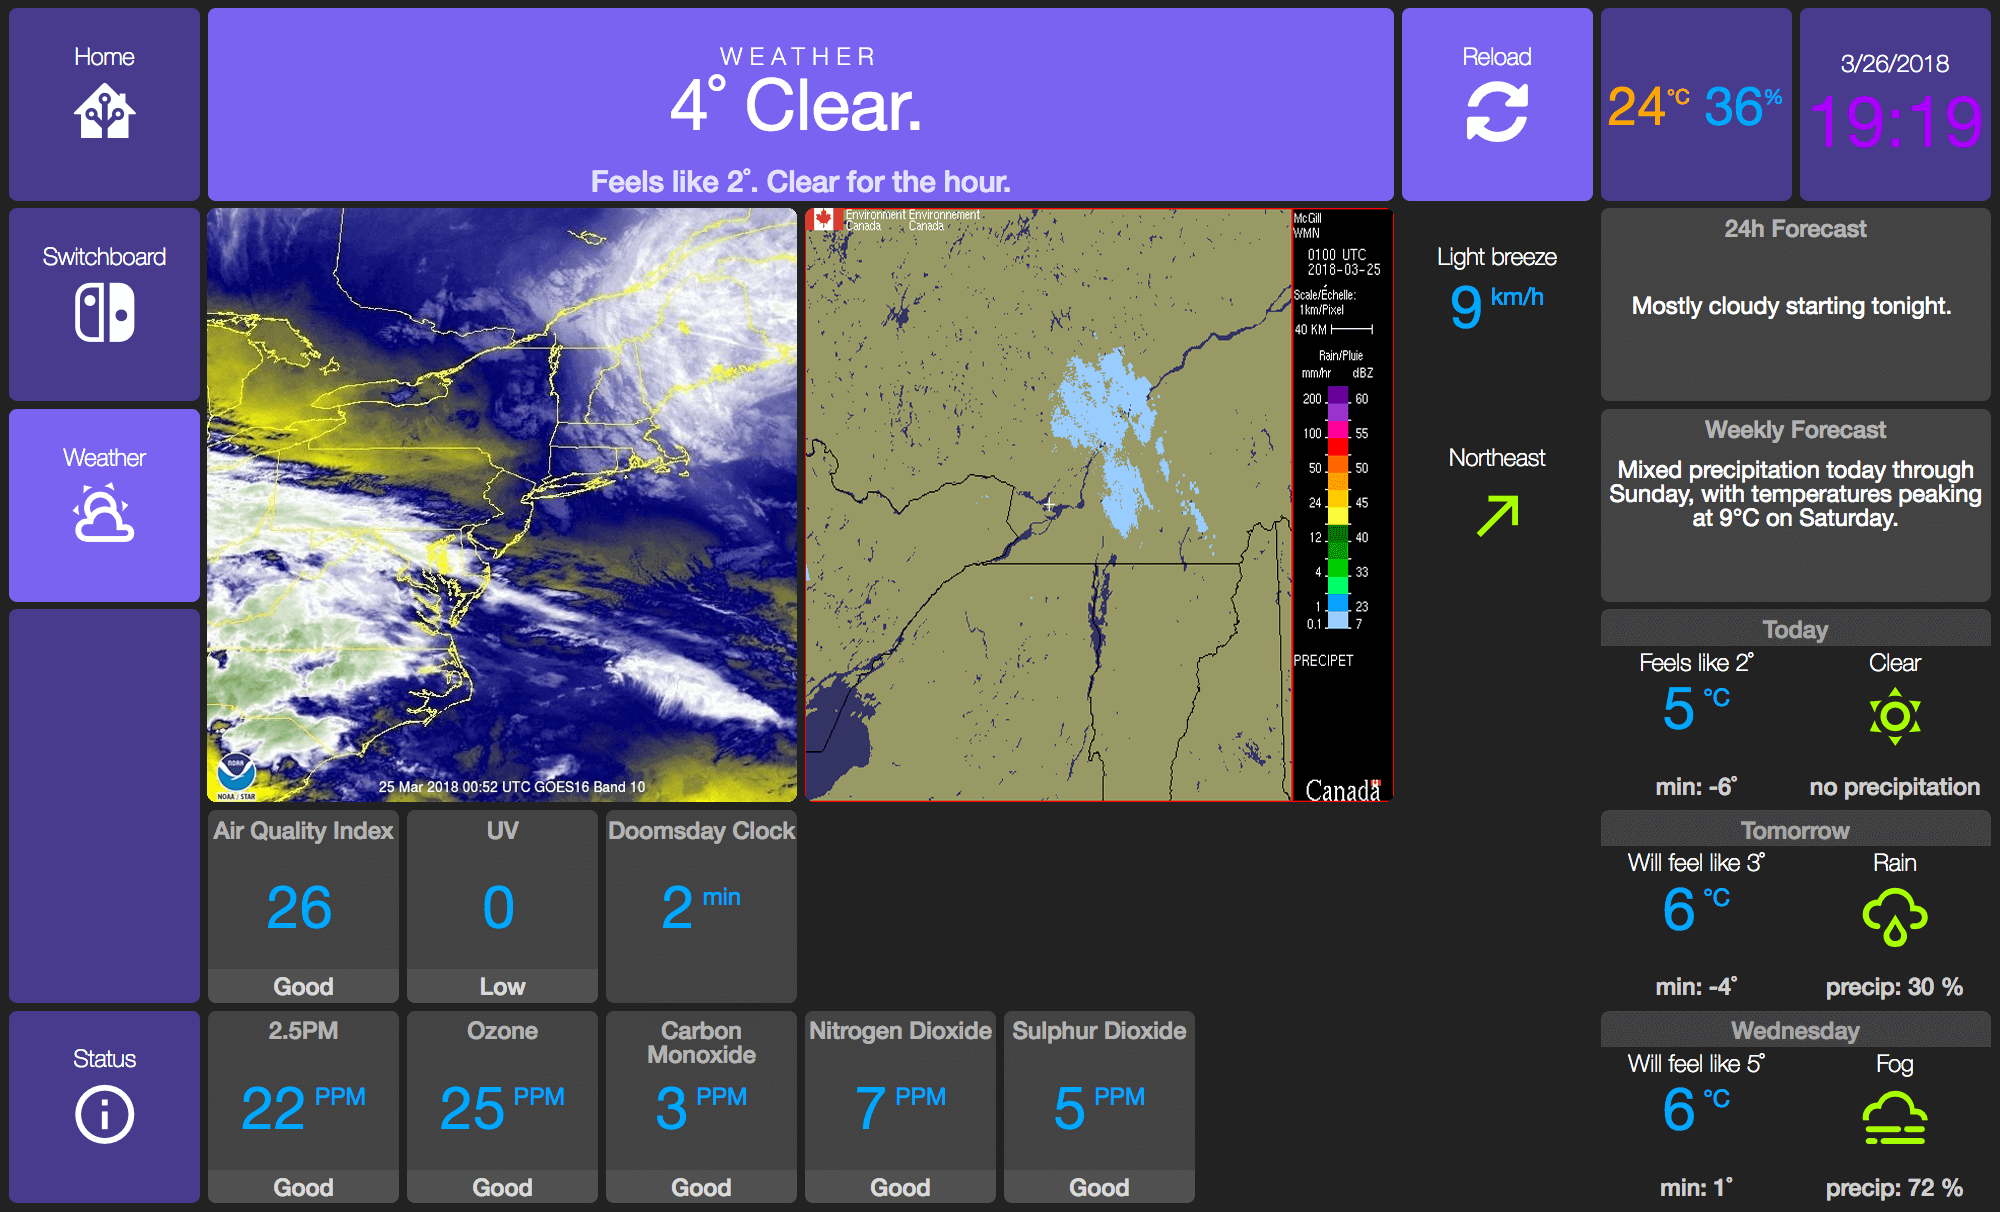 Home
WEATHER
4° Clear.
Feels like 2°. Clear for the hour.
Reload
24°C 36%
3/26/2018
19:19
Switchboard
Weather
Status
25 Mar 2018 00:52 UTC GOES16 Band 10
NOAA / STAR
Environment Environnement
Canada Canada
McGill
WMN
0100 UTC
2018-03-25
Scale/Échelle:
1km/Pixel
40 KM
Rain/Pluie
mm/hr dBZ
200 60
100 55
50 50
24 45
12 40
4 33
1 23
0.1 7
PRECIPET
Canada
Light breeze
9 km/h
Northeast
24h Forecast
Mostly cloudy starting tonight.
Weekly Forecast
Mixed precipitation today through
Sunday, with temperatures peaking
at 9°C on Saturday.
Today
Feels like 2° Clear
5 °C
min: -6° no precipitation
Tomorrow
Will feel like 3° Rain
6 °C
min: -4° precip: 30 %
Wednesday
Will feel like 5° Fog
6 °C
min: 1° precip: 72 %
Air Quality Index
26
Good
UV
0
Low
Doomsday Clock
2 min
2.5PM
22 PPM
Good
Ozone
25 PPM
Good
Carbon
Monoxide
3 PPM
Good
Nitrogen Dioxide
7 PPM
Good
Sulphur Dioxide
5 PPM
Good